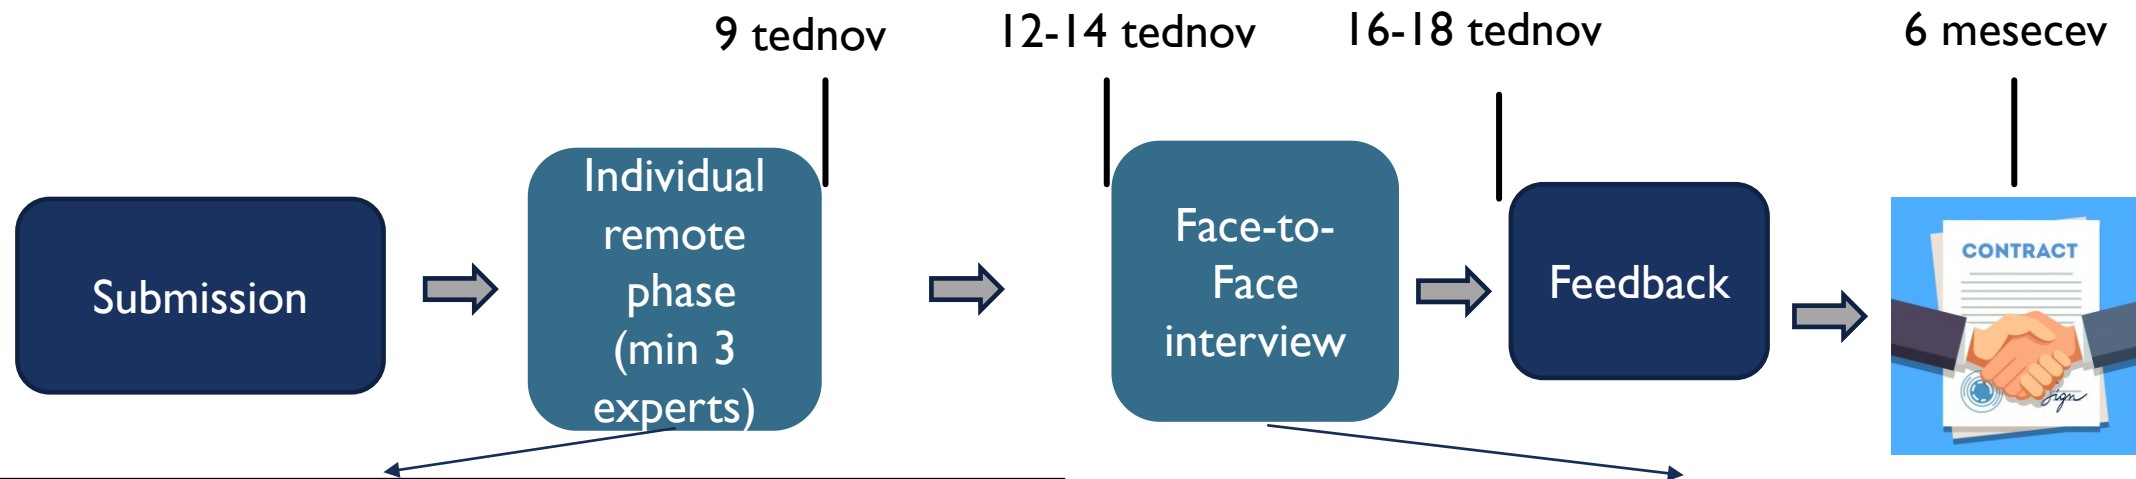 9 tednov
12-14 tednov
16-18 tednov
6 mesecev
Submission
Individual
remote
phase
(min 3
experts)
Face-to-
Face
interview
Feedback
CONTRACT
Sign